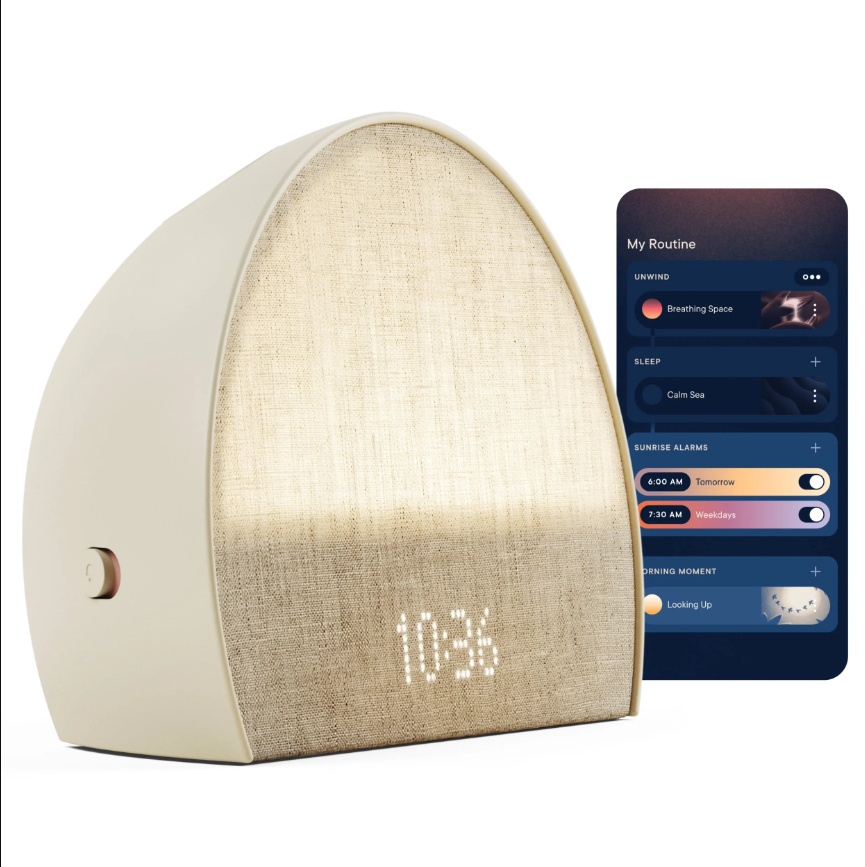 10:36
My Routine
UNWIND
Breathing Space
SLEEP
Calm Sea
SUNRISE ALARMS
6:00 AM Tomorrow
7:30 AM Weekdays
ORNING MOMENT
Looking Up